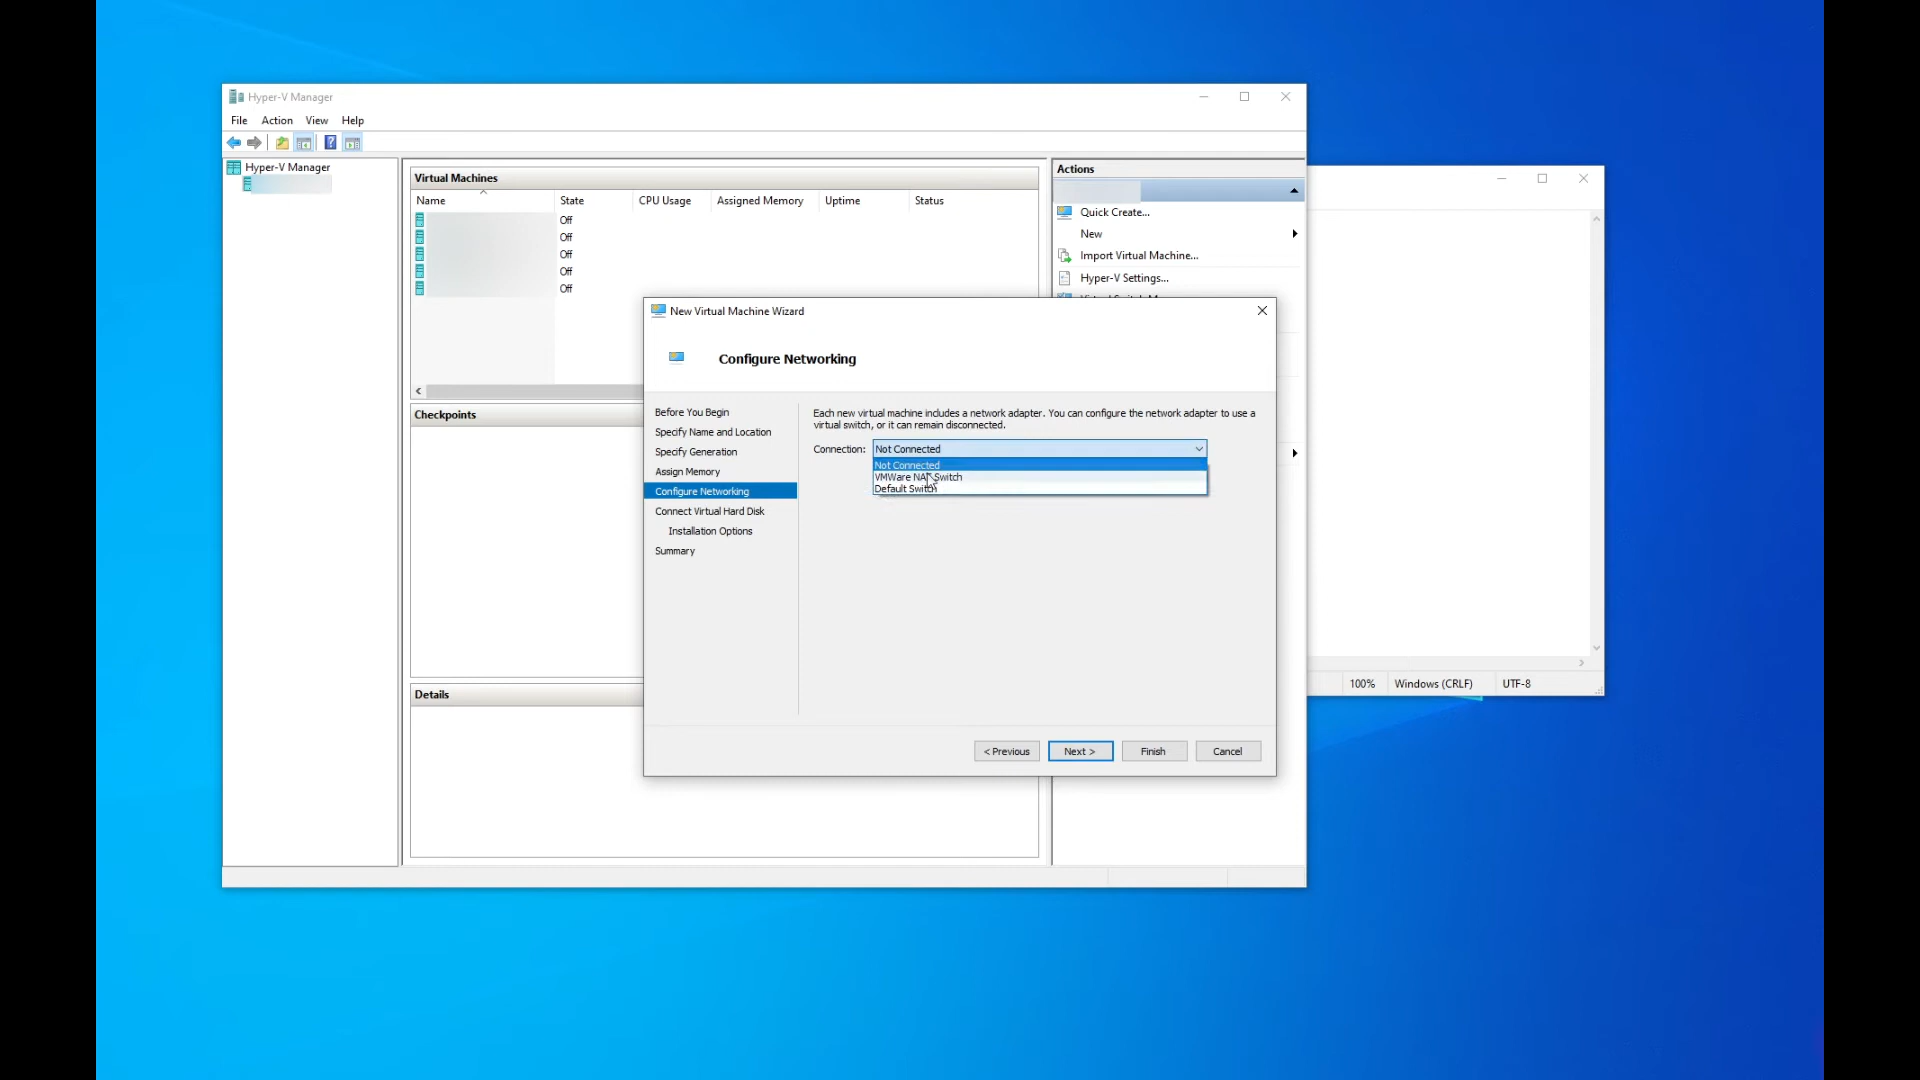 Hyper-V Manager
File Action View Help
Hyper-V Manager
Virtual Machines
Name State CPU Usage Assigned Memory Uptime Status
Off
Off
Off
Off
Off
Checkpoints
Details
Actions
Quick Create...
New
Import Virtual Machine...
Hyper-V Settings...
New Virtual Machine Wizard
Configure Networking
Before You Begin
Specify Name and Location
Specify Generation
Assign Memory
Configure Networking
Connect Virtual Hard Disk
Installation Options
Summary
Each new virtual machine includes a network adapter. You can configure the network adapter to use a
virtual switch, or it can remain disconnected.
Connection: Not Connected
Not Connected
VMWare NAT Switch
Default Switch
< Previous Next > Finish Cancel
100% Windows (CRLF) UTF-8